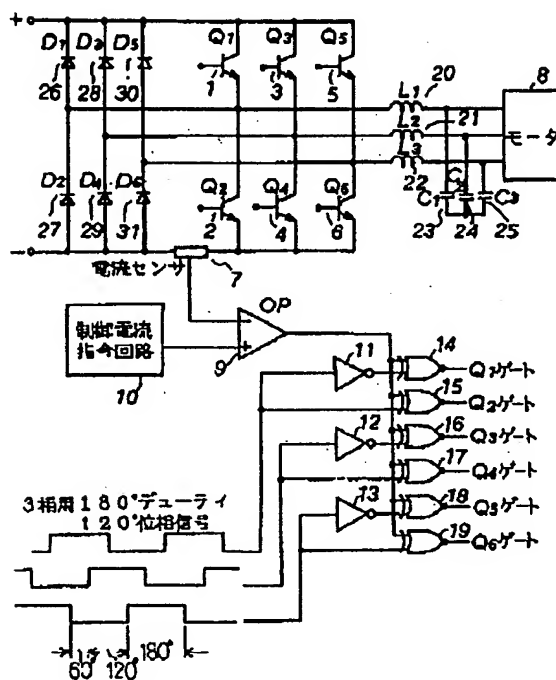 +
D1 D3 D5 Q1 Q3 Q5
26 28 30 1 3 5
L1 20
L2 21
L3 22
8
モータ
D2 D4 D6 Q2 Q4 Q6
27 29 31 2 4 6
C1 C2 C3
23 24 25
-
電流センサ 7
OP
制御電流
指令回路
10
- + 9
11 14 Q1ゲート
15 Q2ゲート
12 16 Q3ゲート
17 Q4ゲート
13 18 Q5ゲート
19 Q6ゲート
3相用180°デューティ
120°位相信号
60° 120° 180°